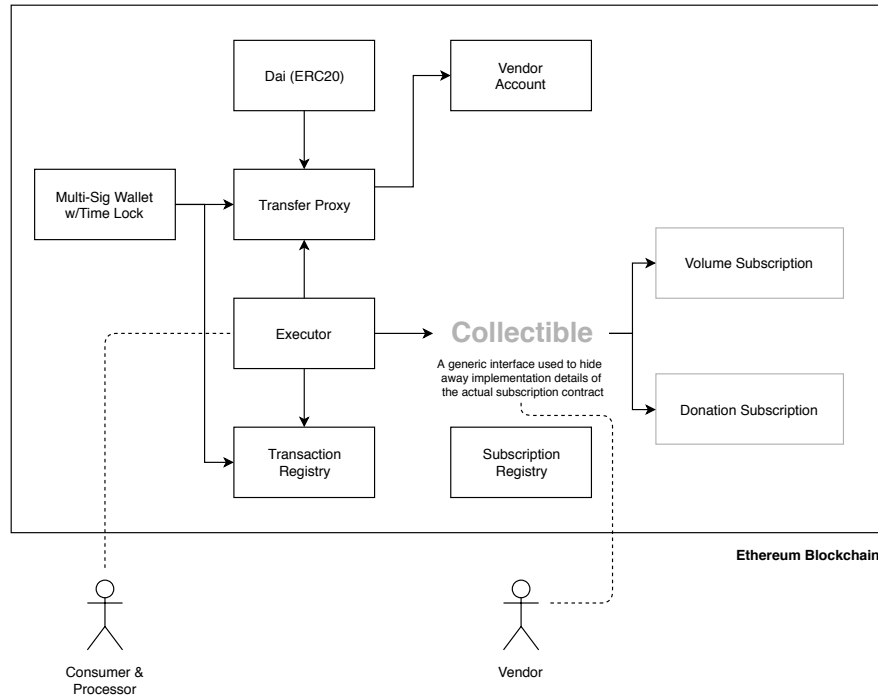 Dai (ERC20)
Vendor
Account
Multi-Sig Wallet
w/Time Lock
Transfer Proxy
Volume Subscription
Executor
Collectible
A generic interface used to hide
away implementation details of
the actual subscription contract
Donation Subscription
Transaction
Registry
Subscription
Registry
Ethereum Blockchain
Consumer &
Processor
Vendor